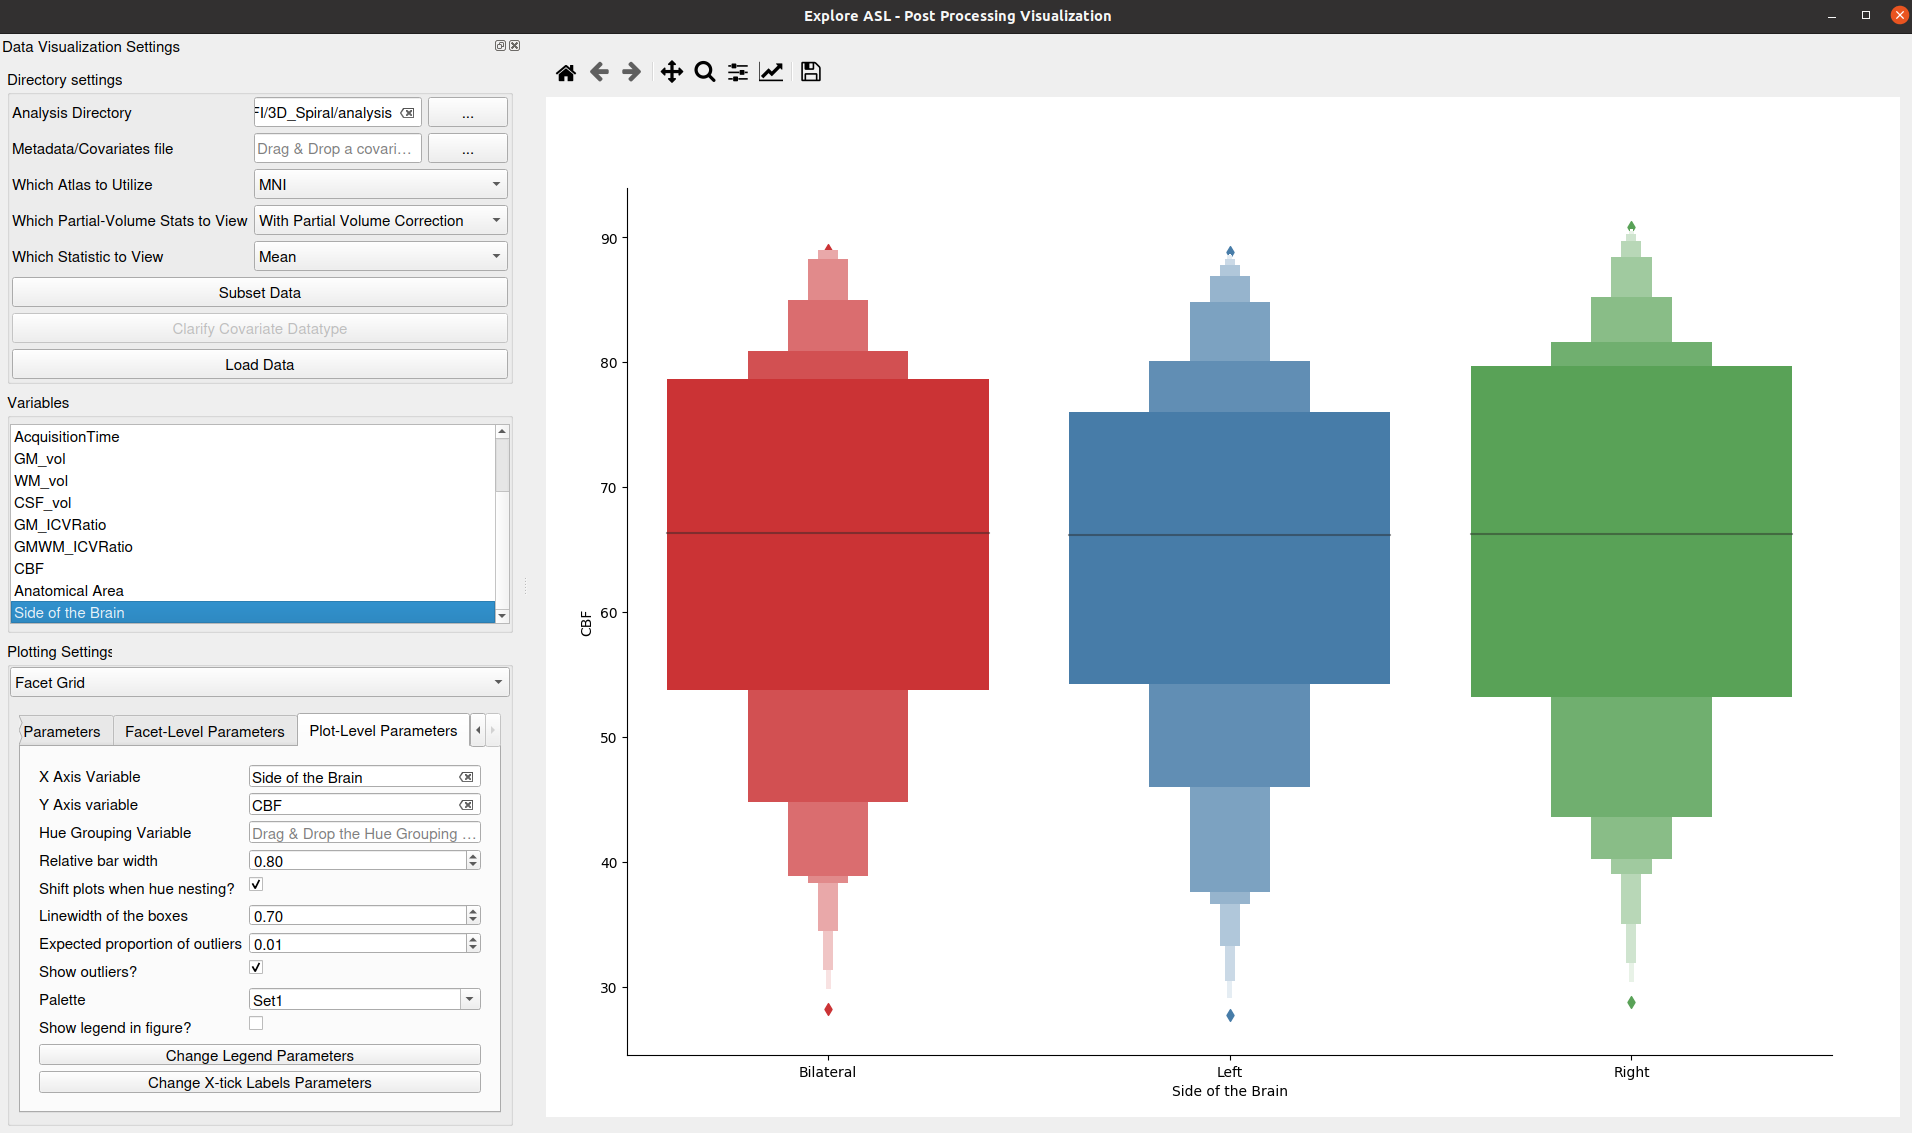 Explore ASL - Post Processing Visualization
Data Visualization Settings
Directory settings
Analysis Directory FI/3D_Spiral/analysis ...
Metadata/Covariates file Drag & Drop a covari... ...
Which Atlas to Utilize MNI
Which Partial-Volume Stats to View With Partial Volume Correction
Which Statistic to View Mean
Subset Data
Clarify Covariate Datatype
Load Data
Variables
AcquisitionTime
GM_vol
WM_vol
CSF_vol
GM_ICVRatio
GMWM_ICVRatio
CBF
Anatomical Area
Side of the Brain
Plotting Settings
Facet Grid
Parameters Facet-Level Parameters Plot-Level Parameters
X Axis Variable Side of the Brain
Y Axis variable CBF
Hue Grouping Variable Drag & Drop the Hue Grouping ...
Relative bar width 0.80
Shift plots when hue nesting?
Linewidth of the boxes 0.70
Expected proportion of outliers 0.01
Show outliers?
Palette Set1
Show legend in figure?
Change Legend Parameters
Change X-tick Labels Parameters
90
80
70
60
50
40
30
CBF
Bilateral Left Right
Side of the Brain